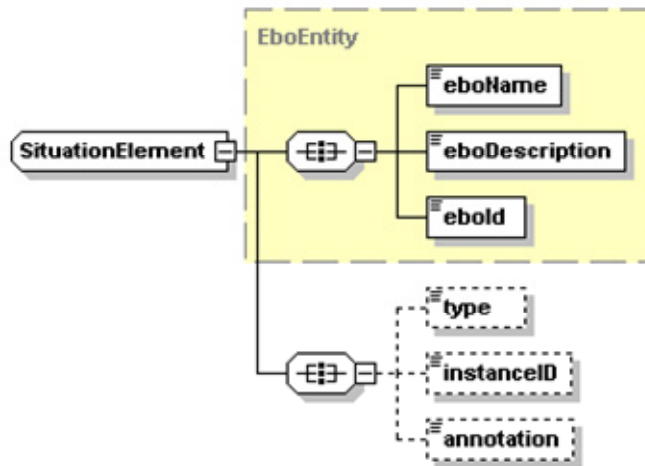 EboEntity
eboName
SituationElement
eboDescription
eboId
type
instanceID
annotation